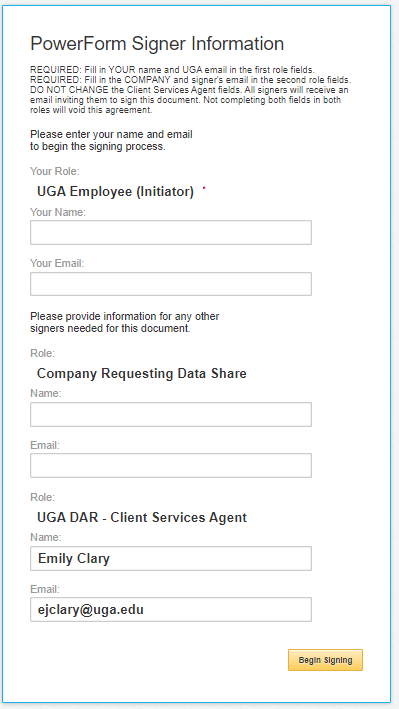 PowerForm Signer Information
REQUIRED: Fill in YOUR name and UGA email in the first role fields.
REQUIRED: Fill in the COMPANY and signer's email in the second role fields.
DO NOT CHANGE the Client Services Agent fields. All signers will receive an
email inviting them to sign this document. Not completing both fields in both
roles will void this agreement.
Please enter your name and email
to begin the signing process.
Your Role:
UGA Employee (Initiator) *
Your Name:
Your Email:
Please provide information for any other
signers needed for this document.
Role:
Company Requesting Data Share
Name:
Email:
Role:
UGA DAR - Client Services Agent
Name:
Emily Clary
Email:
ejclary@uga.edu
Begin Signing